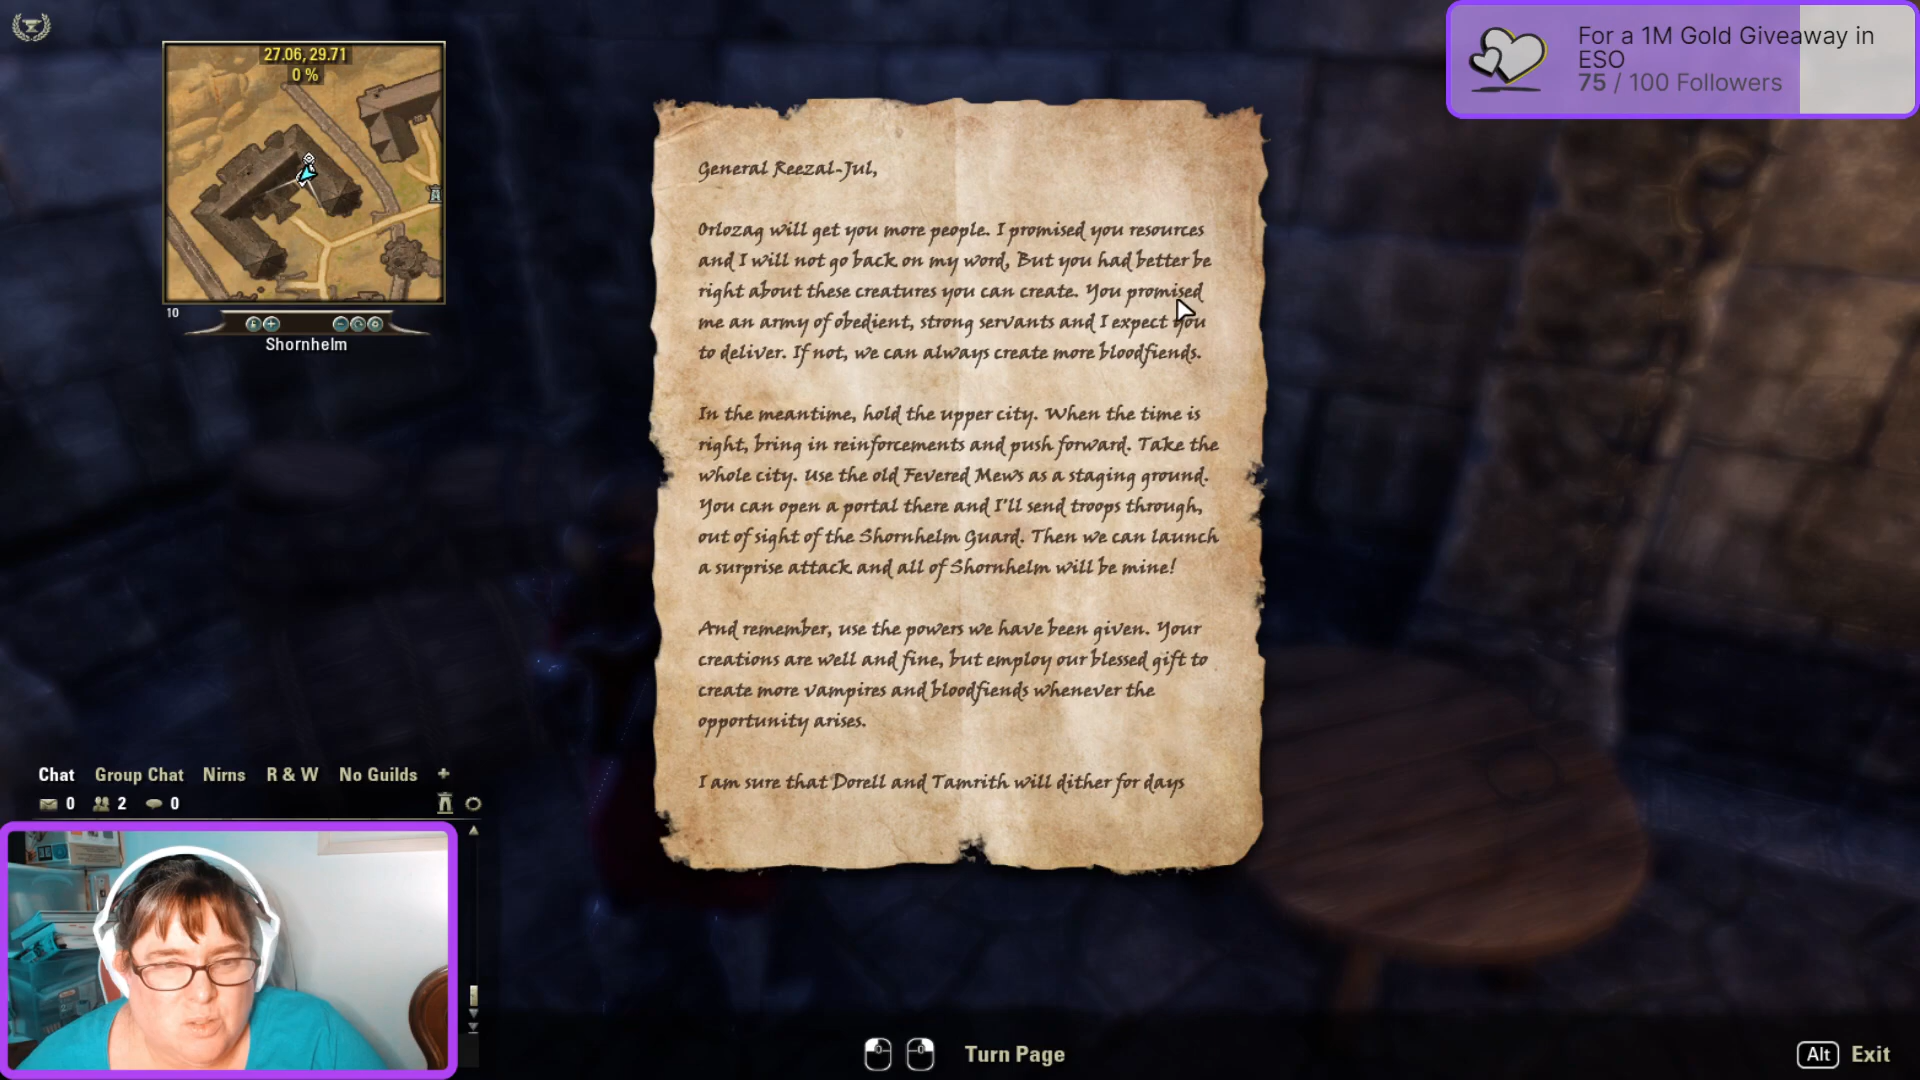 27.06, 29.71
0 %
10
Shornhelm
For a 1M Gold Giveaway in
ESO
75 / 100 Followers
General Reezal-Jul,
Orlozag will get you more people. I promised you resources
and I will not go back on my word, But you had better be
right about these creatures you can create. You promised
me an army of obedient, strong servants and I expect you
to deliver. If not, we can always create more bloodfiends.
In the meantime, hold the upper city. When the time is
right, bring in reinforcements and push forward. Take the
whole city. Use the old Fevered Mews as a staging ground.
You can open a portal there and I'll send troops through,
out of sight of the Shornhelm Guard. Then we can launch
a surprise attack and all of Shornhelm will be mine!
And remember, use the powers we have been given. Your
creations are well and fine, but employ our blessed gift to
create more vampires and bloodfiends whenever the
opportunity arises.
I am sure that Dorell and Tamrith will dither for days
Chat Group Chat Nirns R & W No Guilds +
0 2 0
Turn Page
Alt Exit